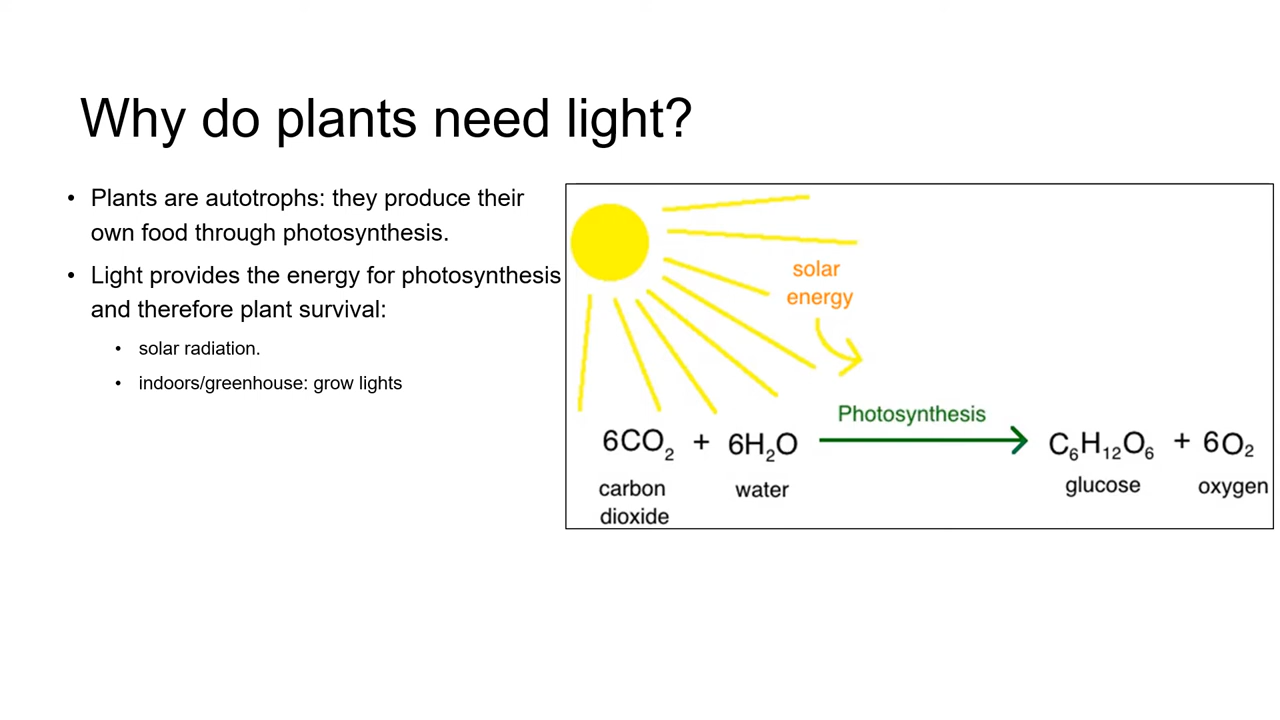 Why do plants need light?
• Plants are autotrophs: they produce their
own food through photosynthesis.
• Light provides the energy for photosynthesis
and therefore plant survival:
• solar radiation.
• indoors/greenhouse: grow lights
solar
energy
Photosynthesis
6CO₂ + 6H₂O → C₆H₁₂O₆ + 6O₂
carbon dioxide water glucose oxygen